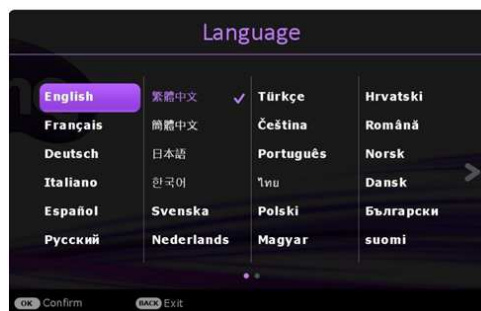 Language
English
Français
Deutsch
Italiano
Español
Русский
繁體中文
簡體中文
日本語
한국어
Svenska
Nederlands
Türkçe
Čeština
Português
ไทย
Polski
Magyar
Hrvatski
Română
Norsk
Dansk
Български
suomi
OK Confirm
BACK Exit